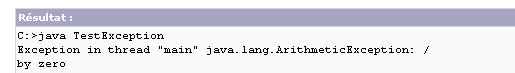 Résultat :
C:>java TestException
Exception in thread "main" java.lang.ArithmeticException: /
by zero